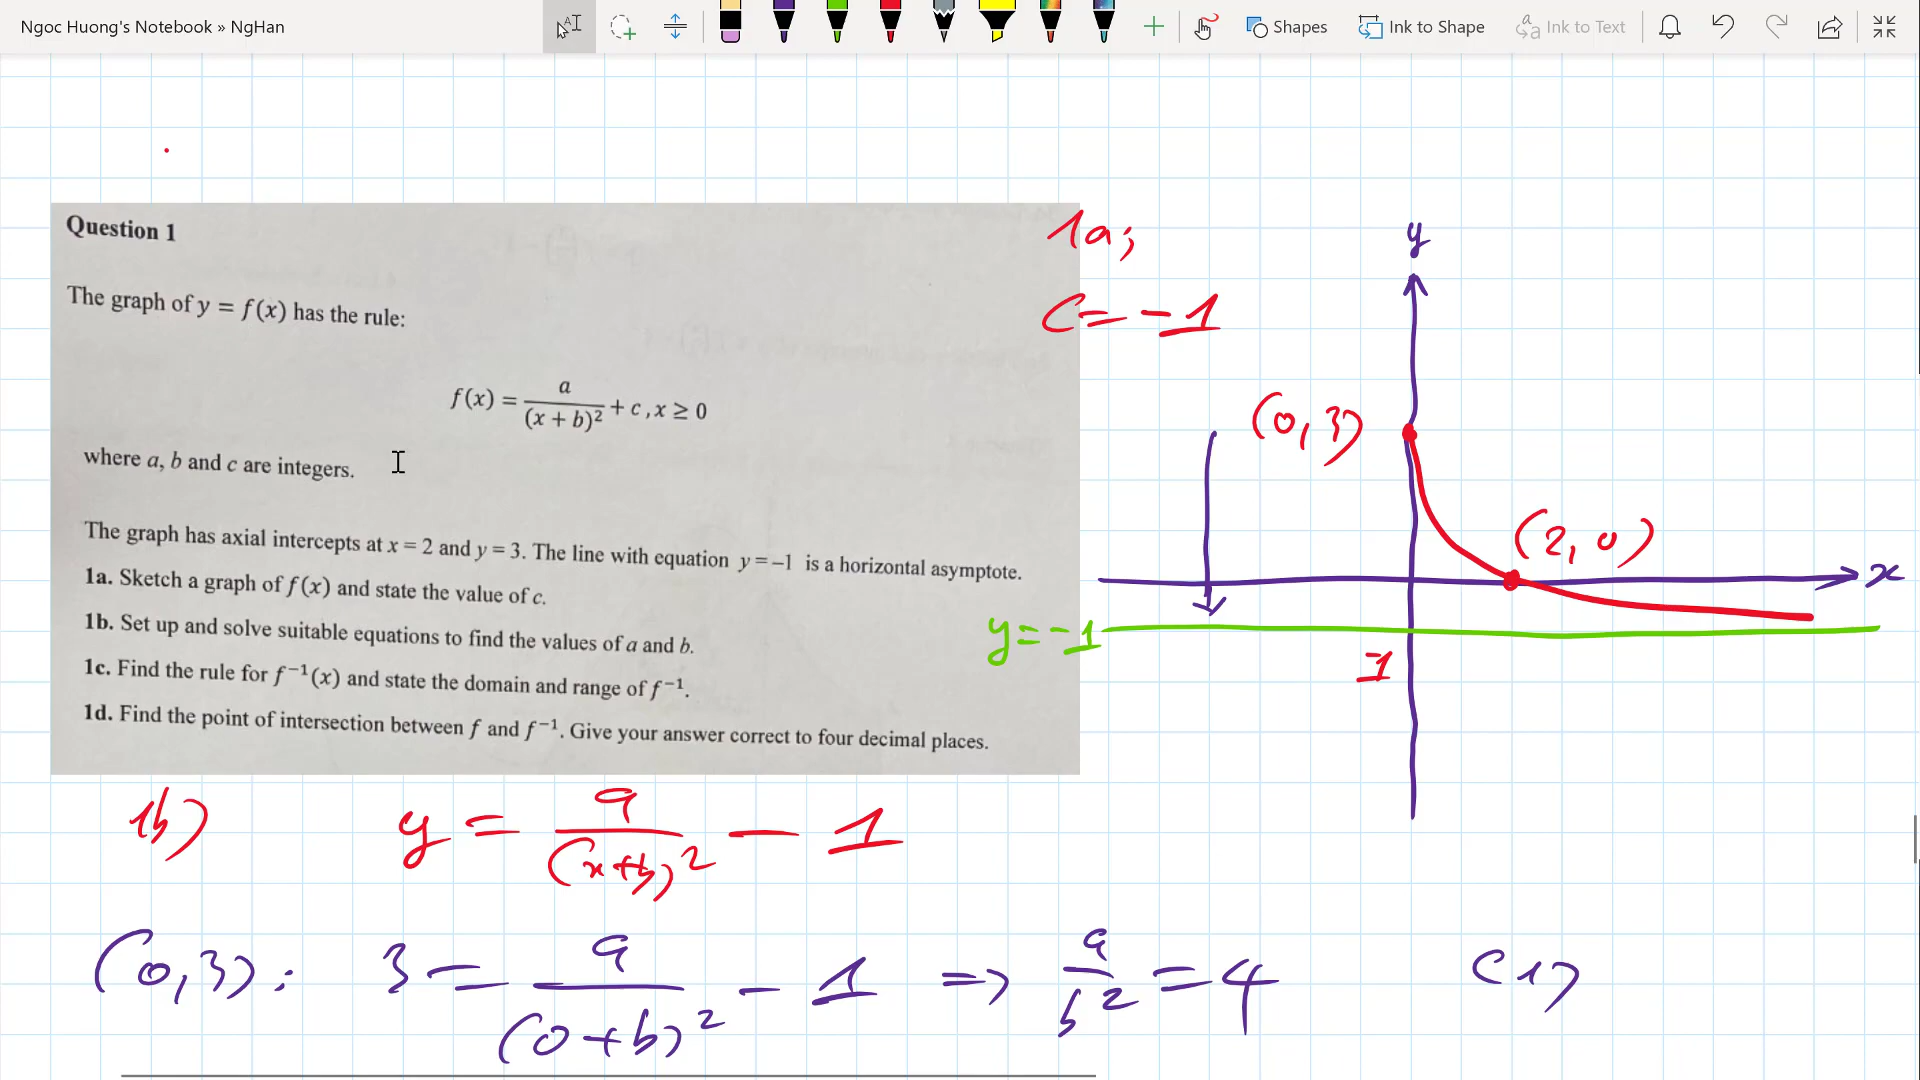 Ngoc Huong's Notebook » NgHan
Shapes
Ink to Shape
Ink to Text
Question 1
The graph of y = f(x) has the rule:
f(x) = a/(x + b)² + c , x ≥ 0
where a, b and c are integers.
The graph has axial intercepts at x = 2 and y = 3. The line with equation y = −1 is a horizontal asymptote.
1a. Sketch a graph of f(x) and state the value of c.
1b. Set up and solve suitable equations to find the values of a and b.
1c. Find the rule for f⁻¹(x) and state the domain and range of f⁻¹.
1d. Find the point of intersection between f and f⁻¹. Give your answer correct to four decimal places.
1a;
C = -1
y
(0, 3)
(2, 0)
x
y = -1
-1
1b) y = a/(x+b)² - 1
(0,3): 3 = a/(0+b)² - 1 => a/b² = 4 (1)